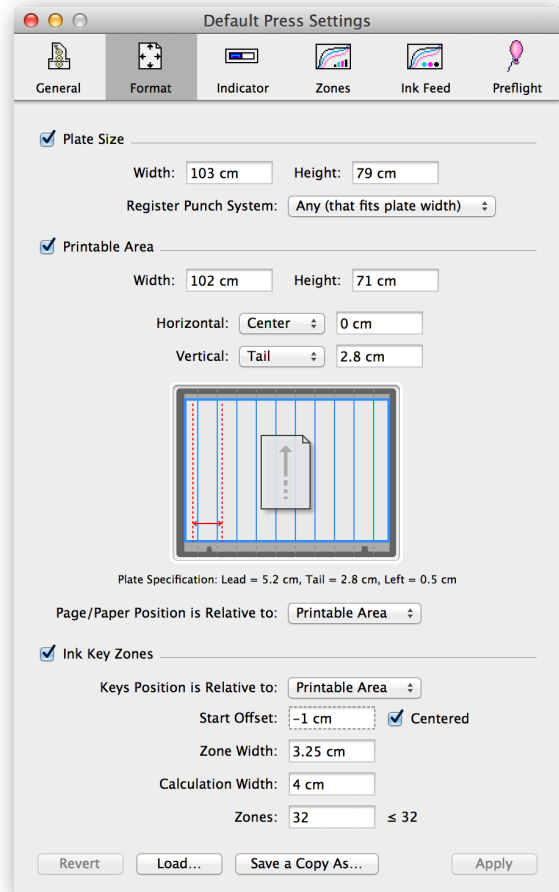 Default Press Settings
General Format Indicator Zones Ink Feed Preflight
Plate Size
Width: 103 cm Height: 79 cm
Register Punch System: Any (that fits plate width)
Printable Area
Width: 102 cm Height: 71 cm
Horizontal: Center 0 cm
Vertical: Tail 2.8 cm
Plate Specification: Lead = 5.2 cm, Tail = 2.8 cm, Left = 0.5 cm
Page/Paper Position is Relative to: Printable Area
Ink Key Zones
Keys Position is Relative to: Printable Area
Start Offset: -1 cm Centered
Zone Width: 3.25 cm
Calculation Width: 4 cm
Zones: 32 ≤ 32
Revert Load... Save a Copy As... Apply